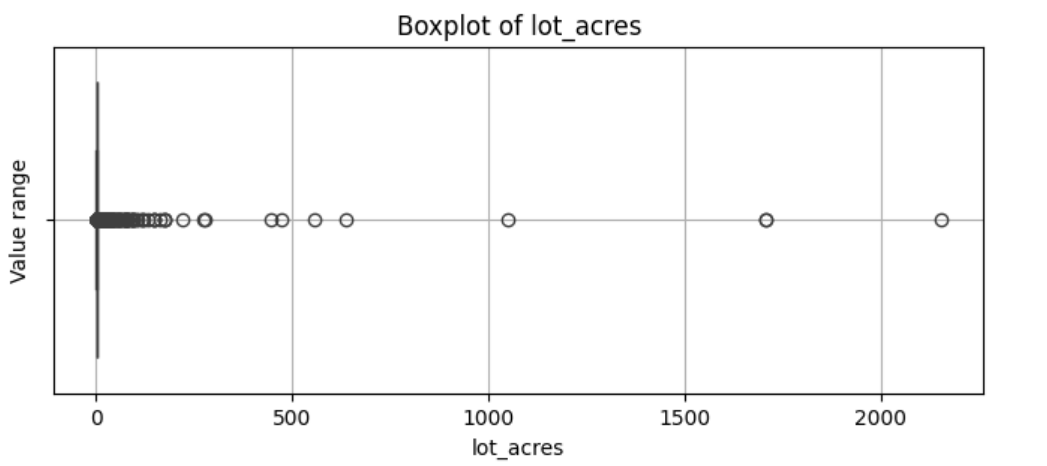 Boxplot of lot_acres
Value range
0 500 1000 1500 2000
lot_acres